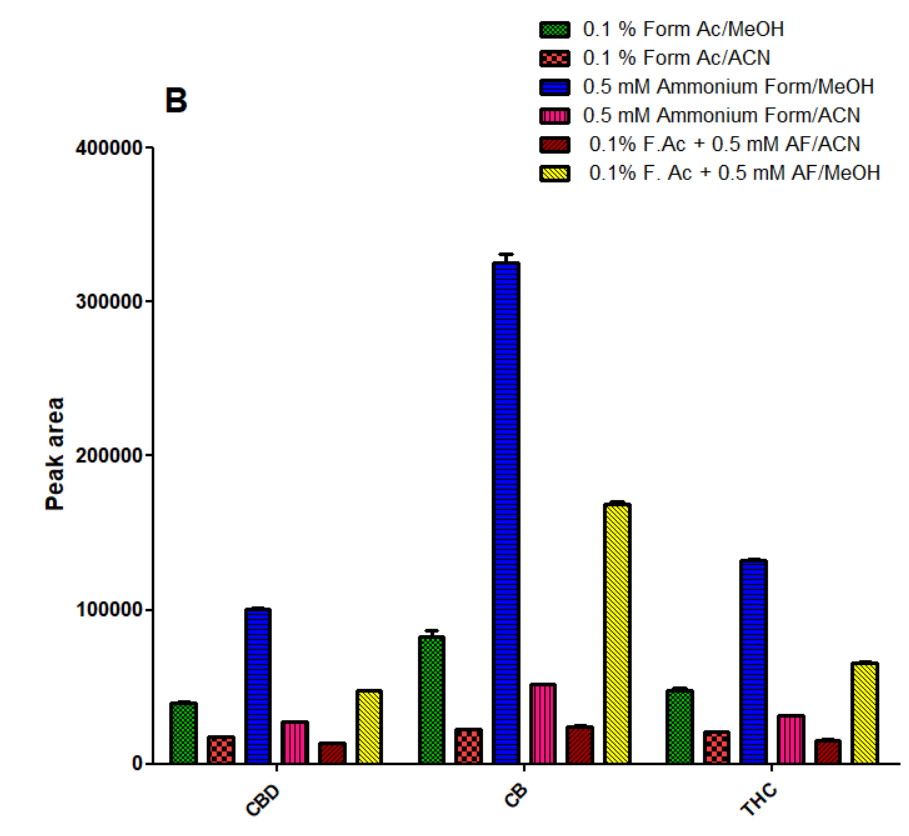 0.1 % Form Ac/MeOH
0.1 % Form Ac/ACN
0.5 mM Ammonium Form/MeOH
0.5 mM Ammonium Form/ACN
0.1% F.Ac + 0.5 mM AF/ACN
0.1% F. Ac + 0.5 mM AF/MeOH
B
400000
300000
200000
100000
0
Peak area
CBD
CB
THC